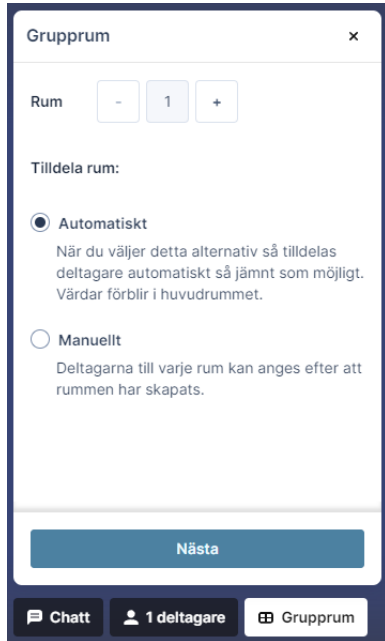 Grupprum ×
Rum - 1 +
Tilldela rum:
Automatiskt
När du väljer detta alternativ så tilldelas
deltagare automatiskt så jämnt som möjligt.
Värdar förblir i huvudrummet.
Manuellt
Deltagarna till varje rum kan anges efter att
rummen har skapats.
Nästa
Chatt 1 deltagare Grupprum